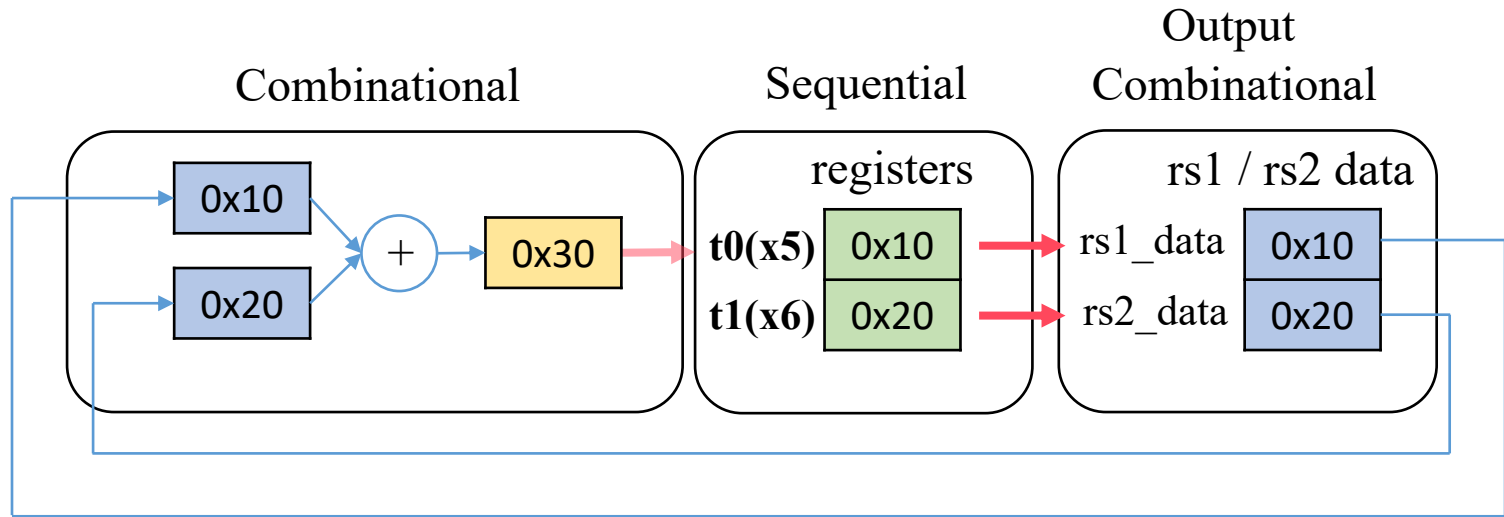 Combinational
Sequential
Output
Combinational
0x10
0x20
+
0x30
registers
t0(x5) 0x10
t1(x6) 0x20
rs1 / rs2 data
rs1_data 0x10
rs2_data 0x20